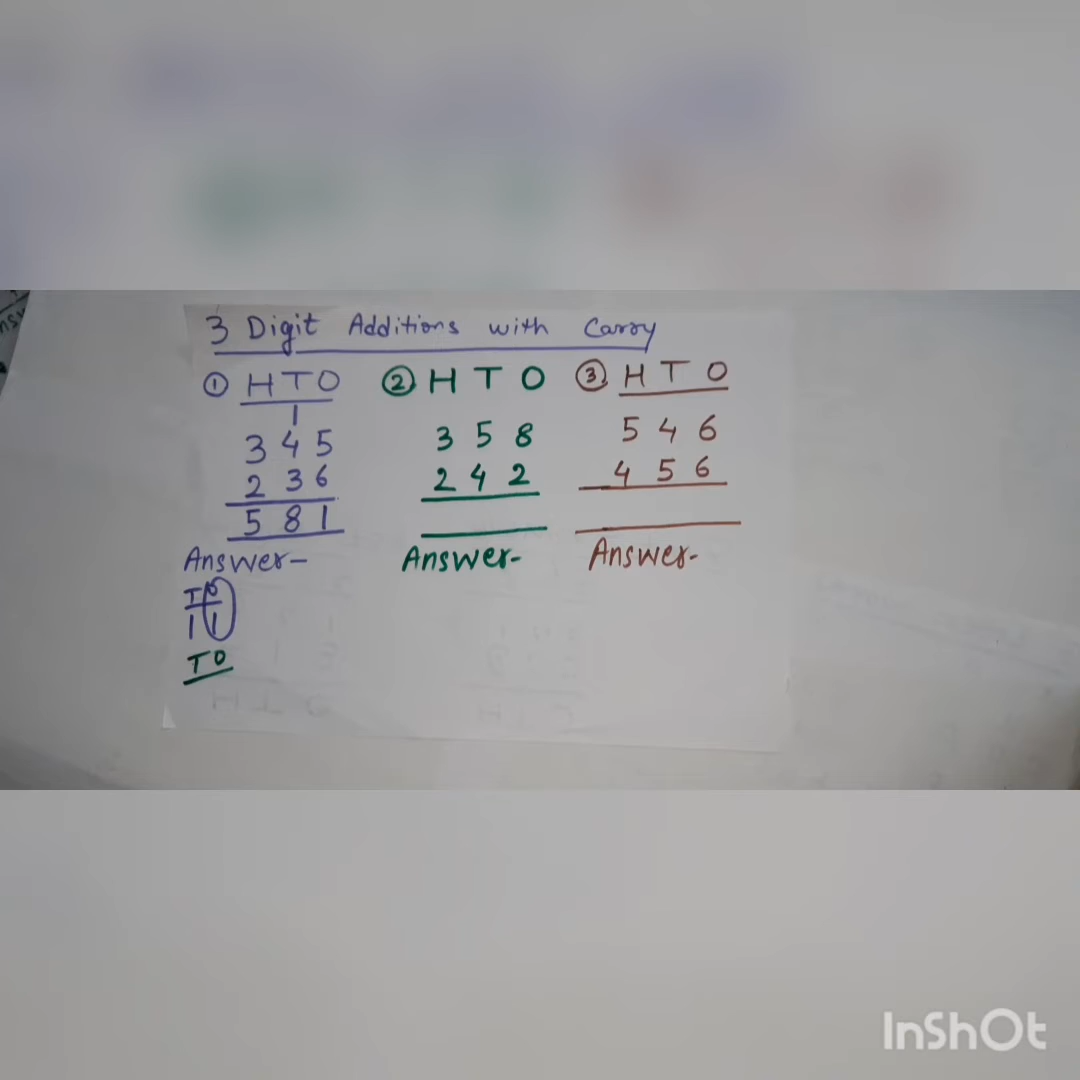 3 Digit Additions with Carry
① H T O ② H T O ③ H T O
1
3 4 5 3 5 8 5 4 6
2 3 6 2 4 2 4 5 6
5 8 1
Answer- Answer- Answer-
T O
1 1
T O
InShOt